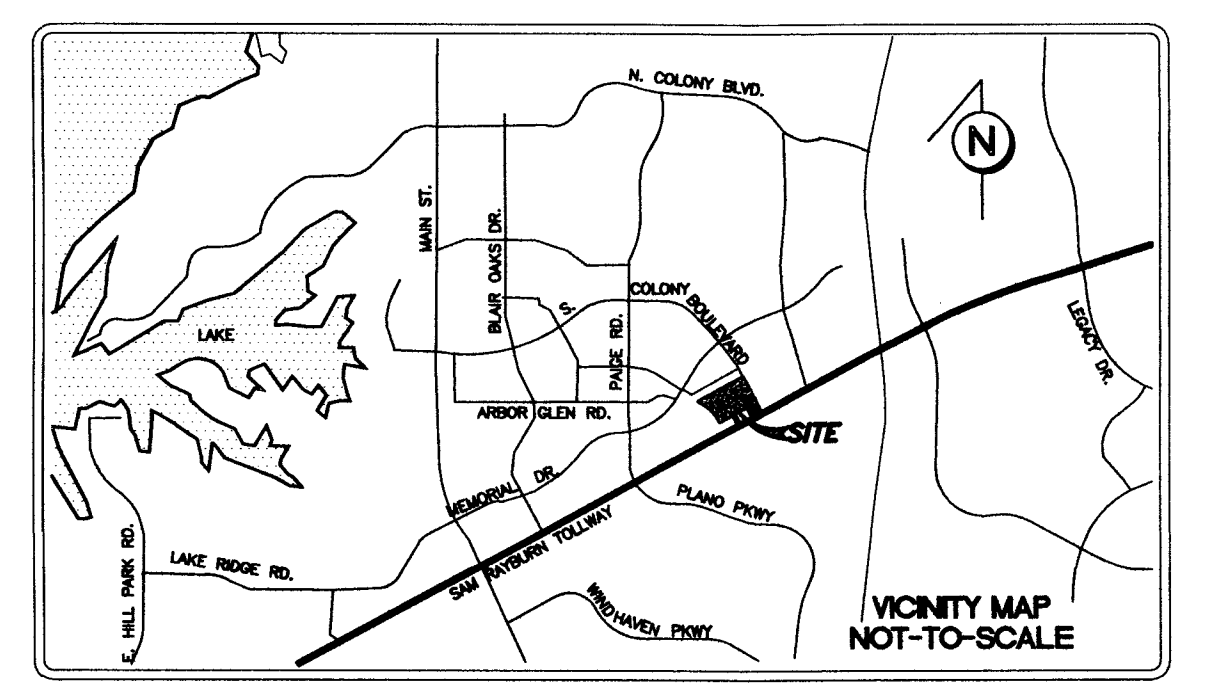 N. COLONY BLVD.
N
MAIN ST.
BLAIR OAKS DR.
S. COLONY BOULEVARD
PAIGE RD.
LAKE
LEGACY DR.
ARBOR GLEN RD.
SITE
MEMORIAL DR.
PLANO PKWY
SAM RAYBURN TOLLWAY
LAKE RIDGE RD.
E. HILL PARK RD.
WINDHAVEN PKWY
VICINITY MAP
NOT-TO-SCALE